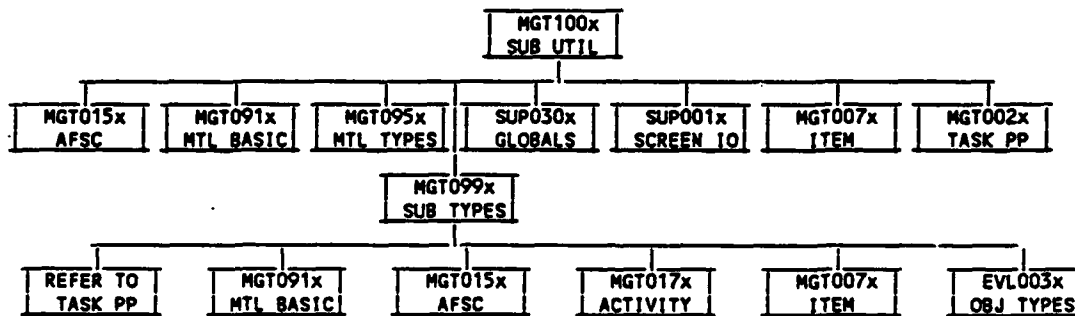 MGT100x
SUB UTIL
MGT015x MGT091x MGT095x SUP030x SUP001x MGT007x MGT002x
AFSC MTL BASIC MTL TYPES GLOBALS SCREEN IO ITEM TASK PP
MGT099x
SUB TYPES
REFER TO MGT091x MGT015x MGT017x MGT007x EVL003x
TASK PP MTL BASIC AFSC ACTIVITY ITEM OBJ TYPES